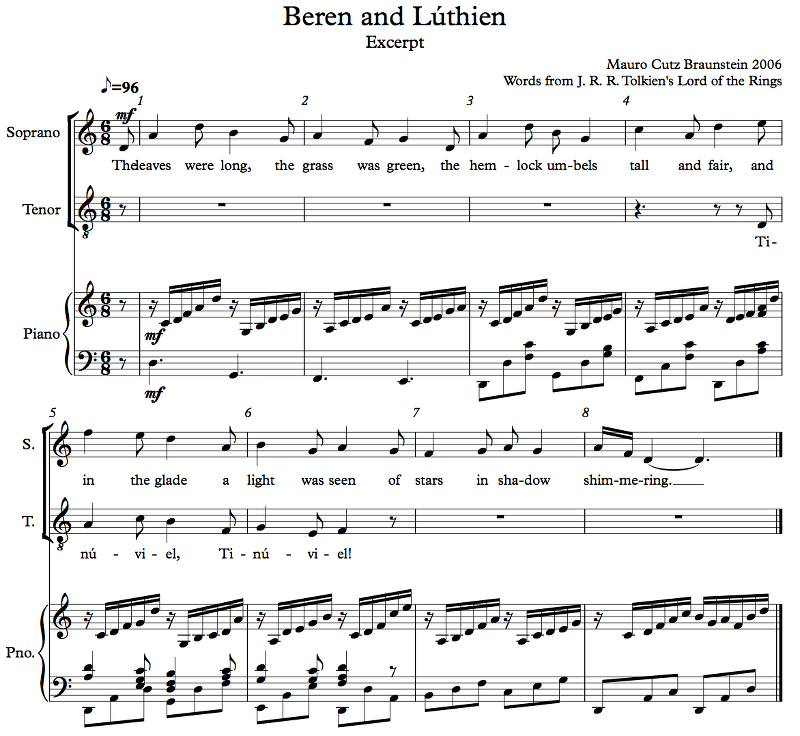 Beren and Lúthien
Excerpt
Mauro Cutz Braunstein 2006
Words from J. R. R. Tolkien's Lord of the Rings
♪=96
mf 1 2 3 4
Soprano
The leaves were long, the grass was green, the hem - lock um-bels tall and fair, and
Tenor
8
Ti-
Piano
mf
mf
5 6 7 8
S.
in the glade a light was seen of stars in sha-dow shim-me-ring.
T.
8
nú - vi - el, Ti - nú - vi - el!
Pno.